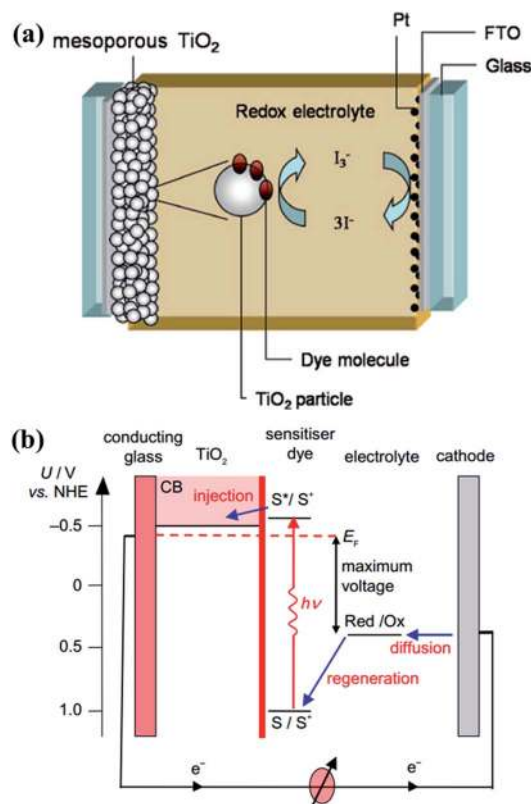 (a)
mesoporous TiO₂
Pt
FTO
Glass
Redox electrolyte
I₃⁻
3I⁻
Dye molecule
TiO₂ particle
(b)
conducting
glass
TiO₂
sensitiser
dye
electrolyte
cathode
U / V
vs. NHE
CB
injection
S*/ S⁺
–0.5
E_F
maximum
voltage
0
hν
Red /Ox
0.5
diffusion
regeneration
1.0
S / S⁺
e⁻
e⁻